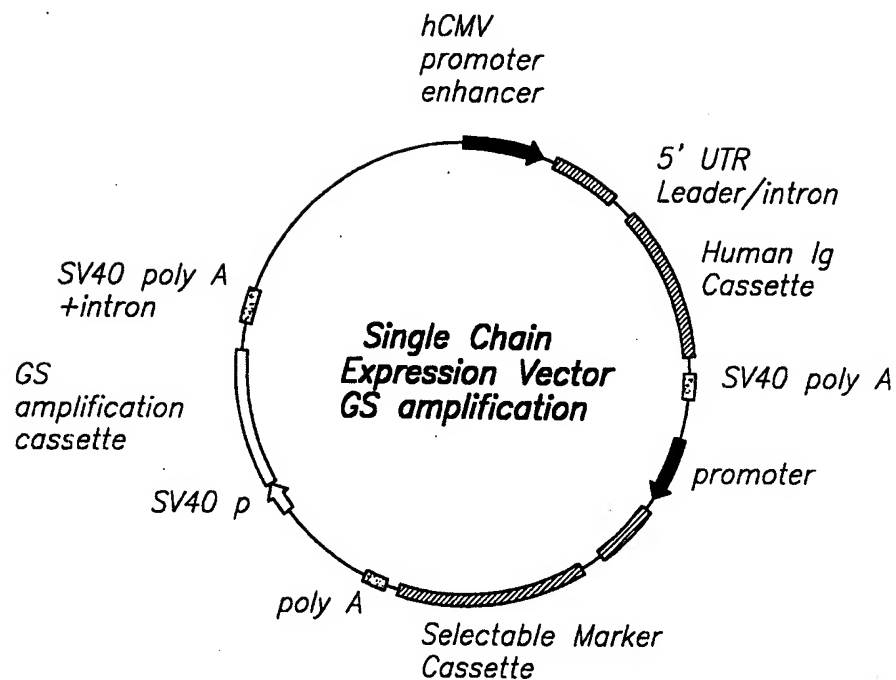 hCMV
promoter
enhancer
5' UTR
Leader/intron
Human Ig
Cassette
SV40 poly A
promoter
Selectable Marker
Cassette
poly A
SV40 p
GS
amplification
cassette
SV40 poly A
+intron
Single Chain
Expression Vector
GS amplification